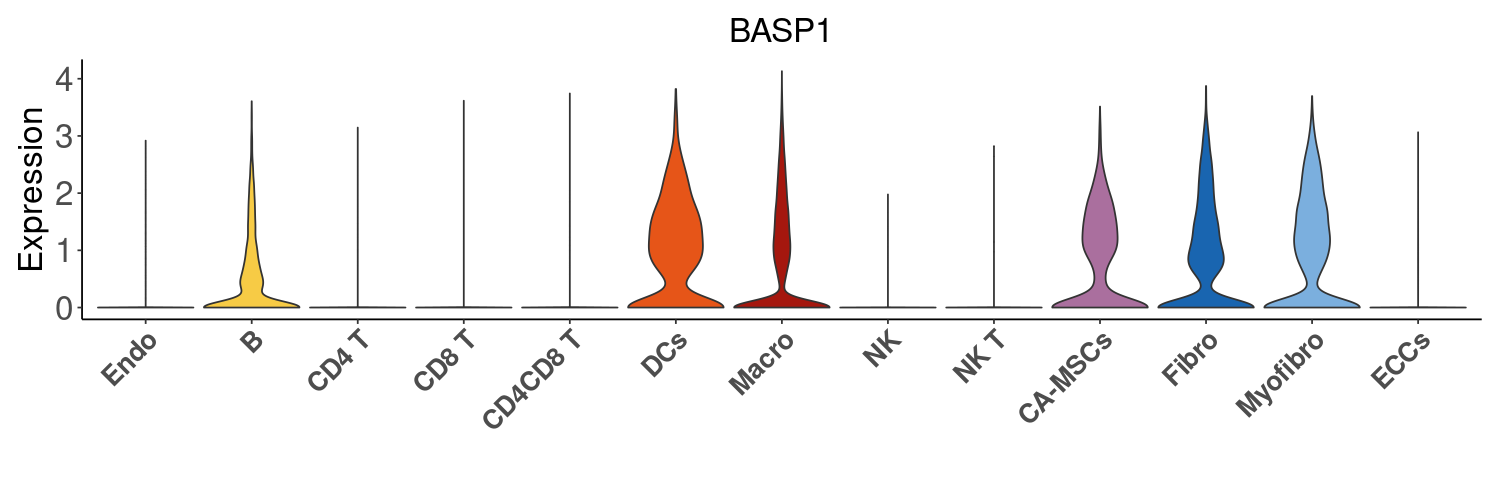 BASP1
Expression
4
3
2
1
0
Endo
B
CD4 T
CD8 T
CD4CD8 T
DCs
Macro
NK
NK T
CA-MSCs
Fibro
Myofibro
ECCs